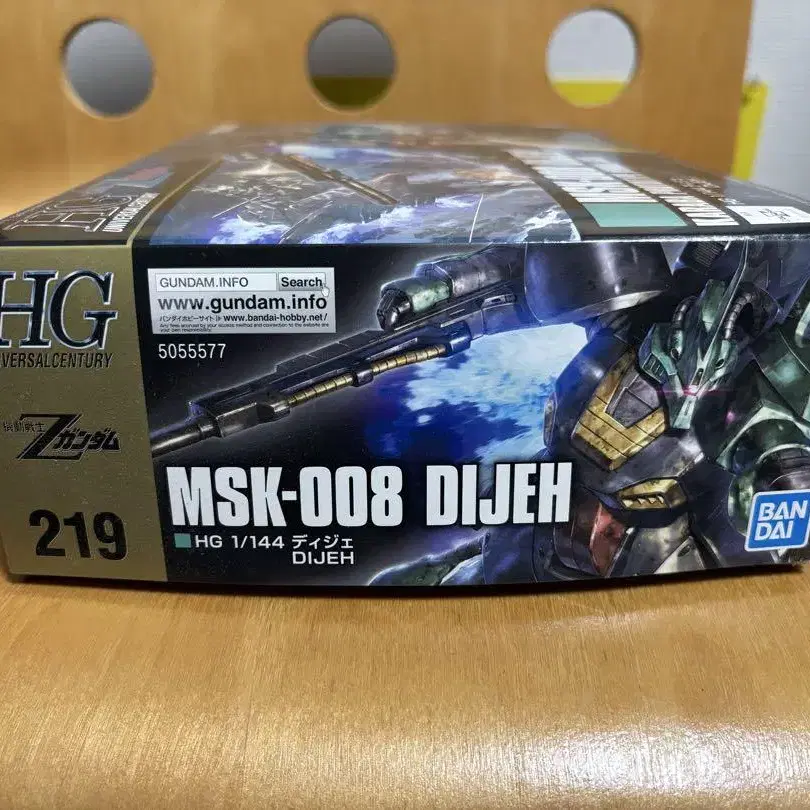 HG
HG
VERSALCENTURY
機動戦士
Zガンダム
219
GUNDAM.INFO Search
www.gundam.info
バンダイホビーサイト www.bandai-hobby.net/
5055577
MSK-008 DIJEH
HG 1/144 ディジェ
DIJEH
BAN
DAI